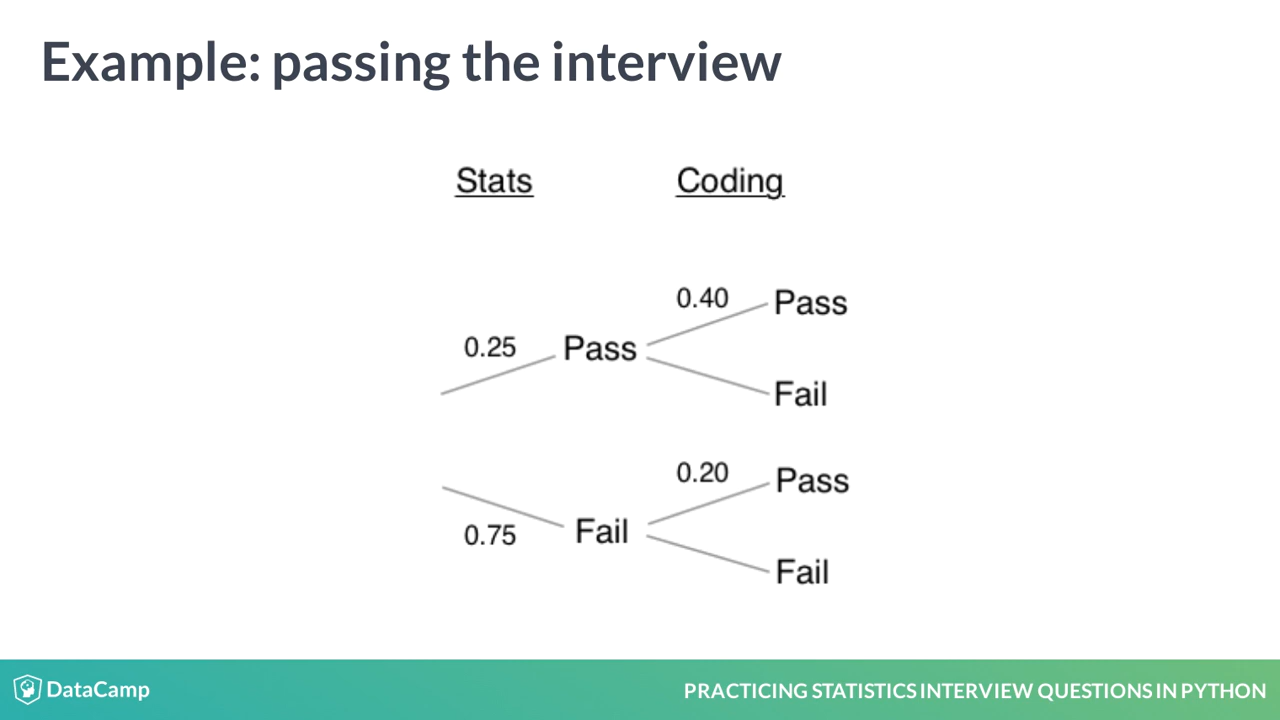 Example: passing the interview
Stats Coding
0.40 Pass
0.25 Pass
Fail
0.20 Pass
0.75 Fail
Fail
DataCamp
PRACTICING STATISTICS INTERVIEW QUESTIONS IN PYTHON